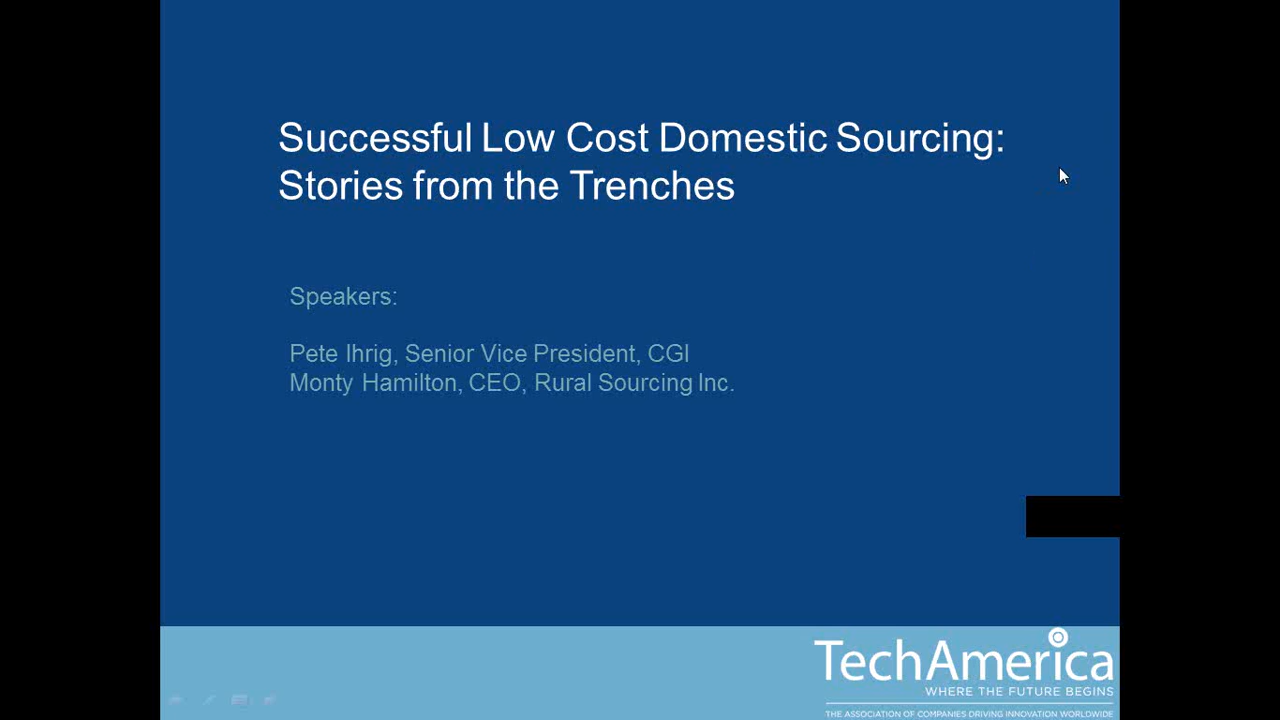 Successful Low Cost Domestic Sourcing:
Stories from the Trenches
Speakers:
Pete Ihrig, Senior Vice President, CGI
Monty Hamilton, CEO, Rural Sourcing Inc.
TechAmerica
WHERE THE FUTURE BEGINS
THE ASSOCIATION OF COMPANIES DRIVING INNOVATION WORLDWIDE